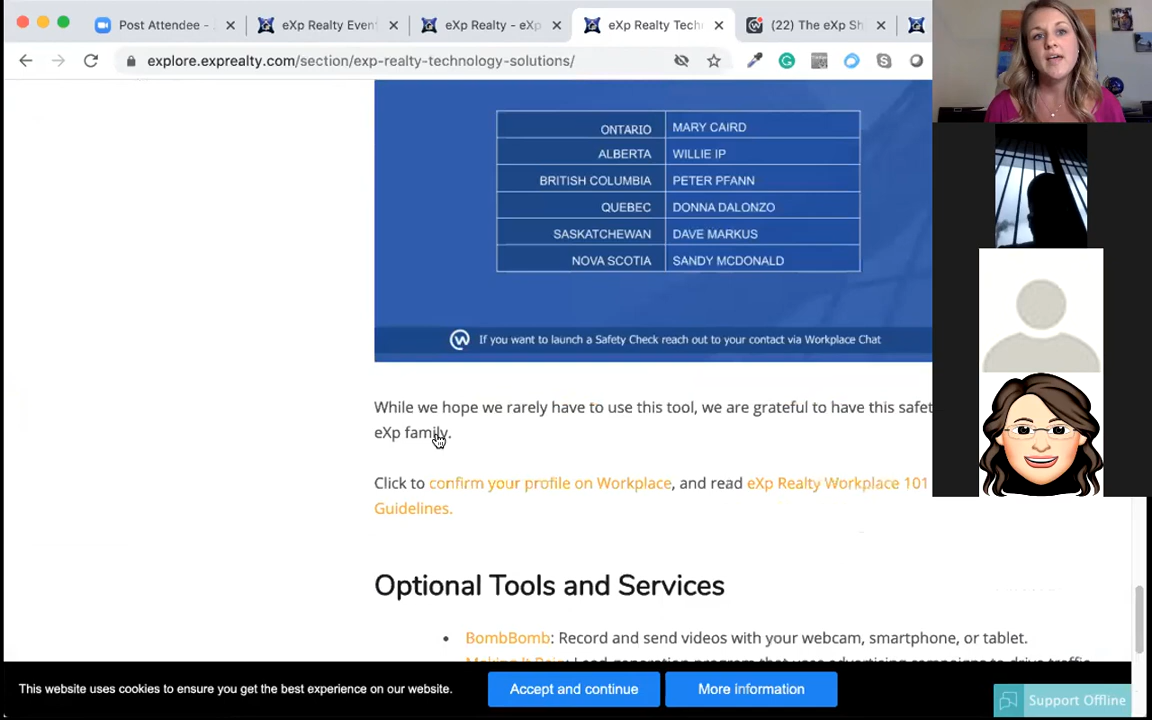 Post Attendee -
eXp Realty Even
eXp Realty - eXp
eXp Realty Tech
(22) The eXp Sh
explore.exprealty.com/section/exp-realty-technology-solutions/
ONTARIO MARY CAIRD
ALBERTA WILLIE IP
BRITISH COLUMBIA PETER PFANN
QUEBEC DONNA DALONZO
SASKATCHEWAN DAVE MARKUS
NOVA SCOTIA SANDY MCDONALD
If you want to launch a Safety Check reach out to your contact via Workplace Chat
While we hope we rarely have to use this tool, we are grateful to have this safet
eXp family.
Click to confirm your profile on Workplace, and read eXp Realty Workplace 101
Guidelines.
Optional Tools and Services
• BombBomb: Record and send videos with your webcam, smartphone, or tablet.
This website uses cookies to ensure you get the best experience on our website.
Accept and continue
More information
Support Offline